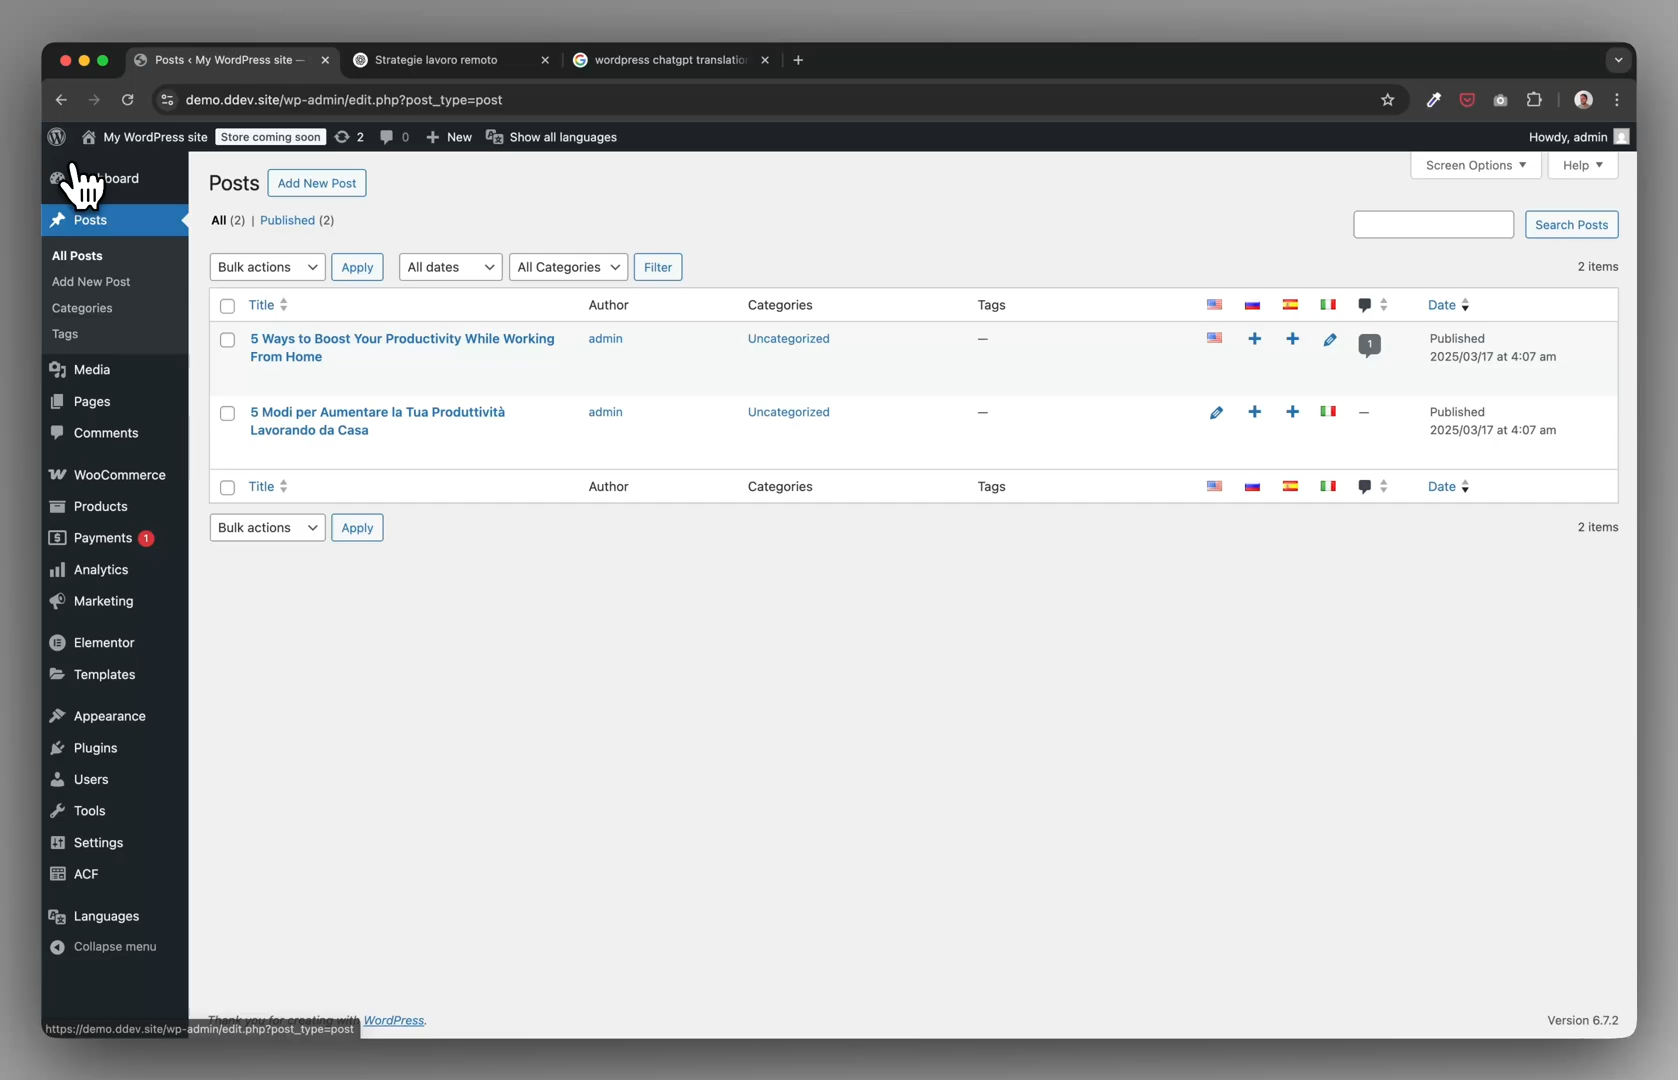 Posts ‹ My WordPress site —
Strategie lavoro remoto
wordpress chatgpt translatio
demo.ddev.site/wp-admin/edit.php?post_type=post
My WordPress site
Store coming soon
2
0
New
Show all languages
Howdy, admin
board
Posts
All Posts
Add New Post
Categories
Tags
Media
Pages
Comments
WooCommerce
Products
Payments 1
Analytics
Marketing
Elementor
Templates
Appearance
Plugins
Users
Tools
Settings
ACF
Languages
Collapse menu
Screen Options
Help
Posts
Add New Post
All (2) | Published (2)
Search Posts
Bulk actions
Apply
All dates
All Categories
Filter
2 items
Title
Author
Categories
Tags
Date
5 Ways to Boost Your Productivity While Working
From Home
admin
Uncategorized
—
1
Published
2025/03/17 at 4:07 am
5 Modi per Aumentare la Tua Produttività
Lavorando da Casa
admin
Uncategorized
—
—
Published
2025/03/17 at 4:07 am
Title
Author
Categories
Tags
Date
Bulk actions
Apply
2 items
Thank you for creating with WordPress.
Version 6.7.2
https://demo.ddev.site/wp-admin/edit.php?post_type=post